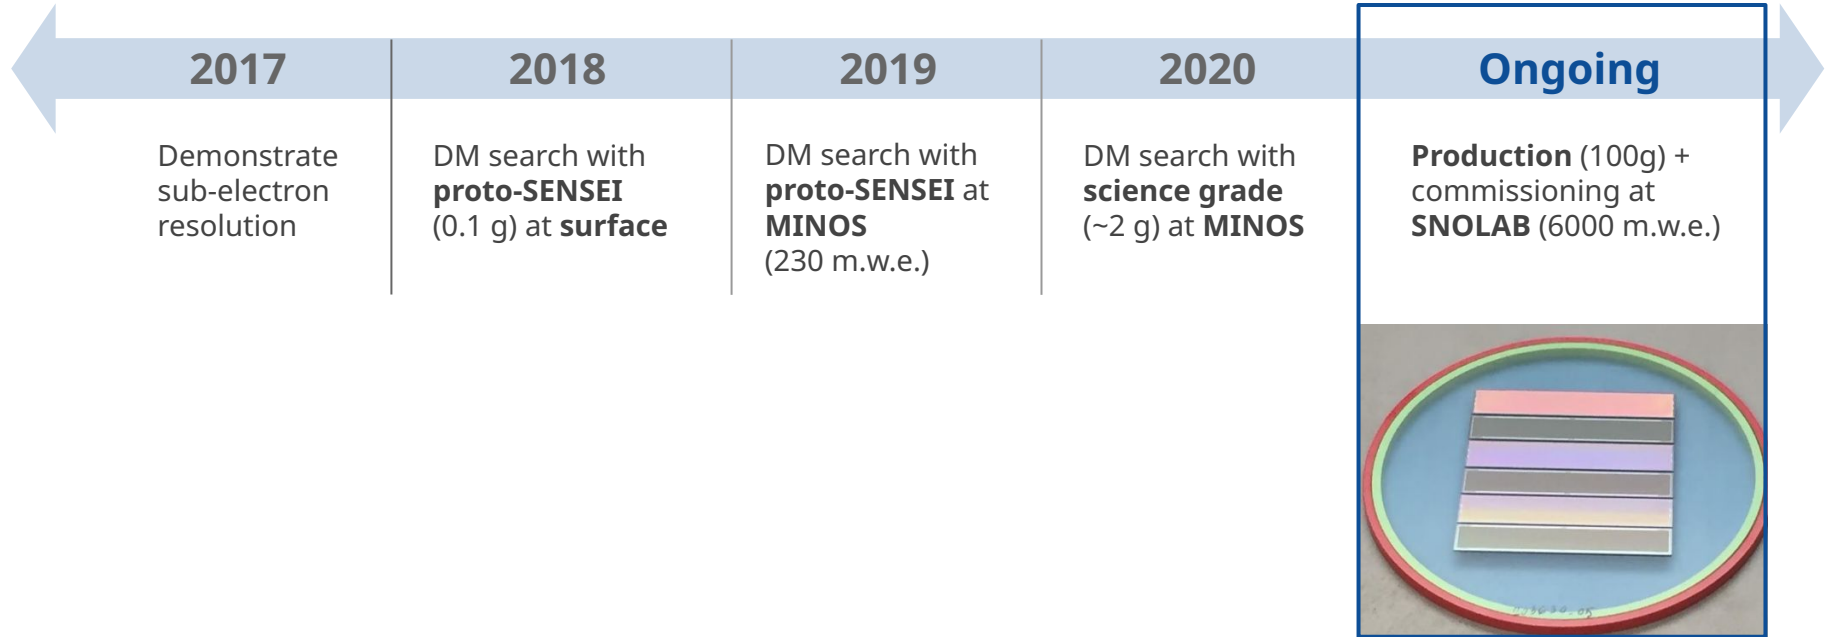 2017
2018
2019
2020
Ongoing
Demonstrate
sub-electron
resolution
DM search with
proto-SENSEI
(0.1 g) at surface
DM search with
proto-SENSEI at
MINOS
(230 m.w.e.)
DM search with
science grade
(~2 g) at MINOS
Production (100g) +
commissioning at
SNOLAB (6000 m.w.e.)